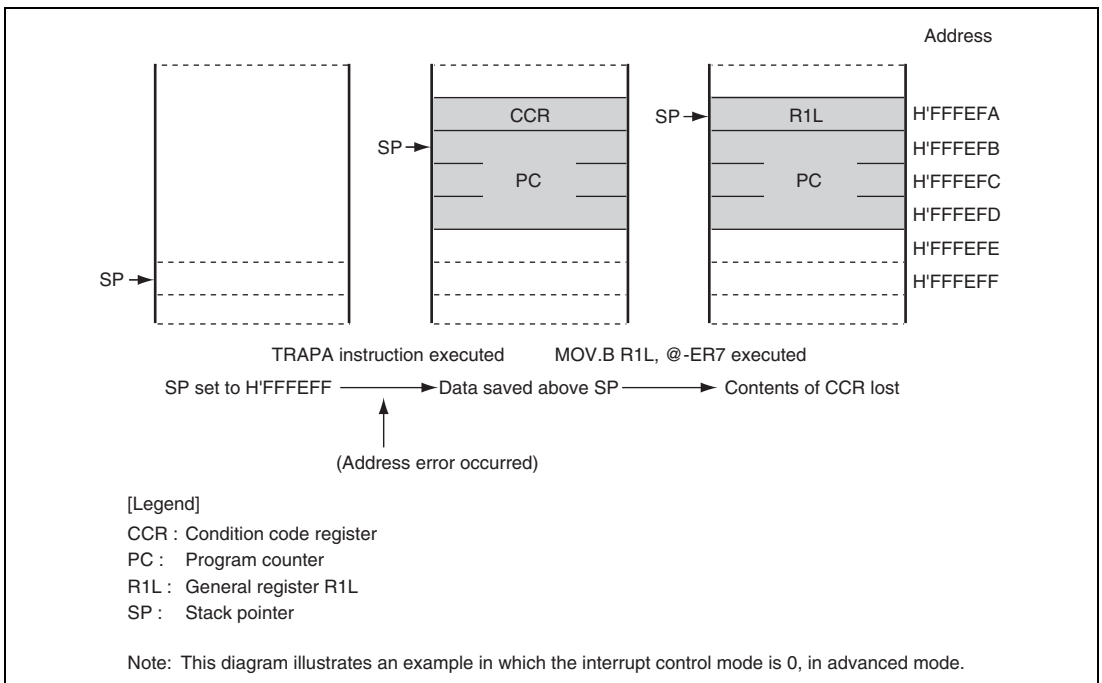 Address
CCR
SP
R1L
H'FFFEFA
SP
H'FFFEFB
PC
PC
H'FFFEFC
H'FFFEFD
H'FFFEFE
SP
H'FFFEFF
TRAPA instruction executed
MOV.B R1L, @-ER7 executed
SP set to H'FFFEFF
Data saved above SP
Contents of CCR lost
(Address error occurred)
[Legend]
CCR : Condition code register
PC : Program counter
R1L : General register R1L
SP : Stack pointer
Note: This diagram illustrates an example in which the interrupt control mode is 0, in advanced mode.